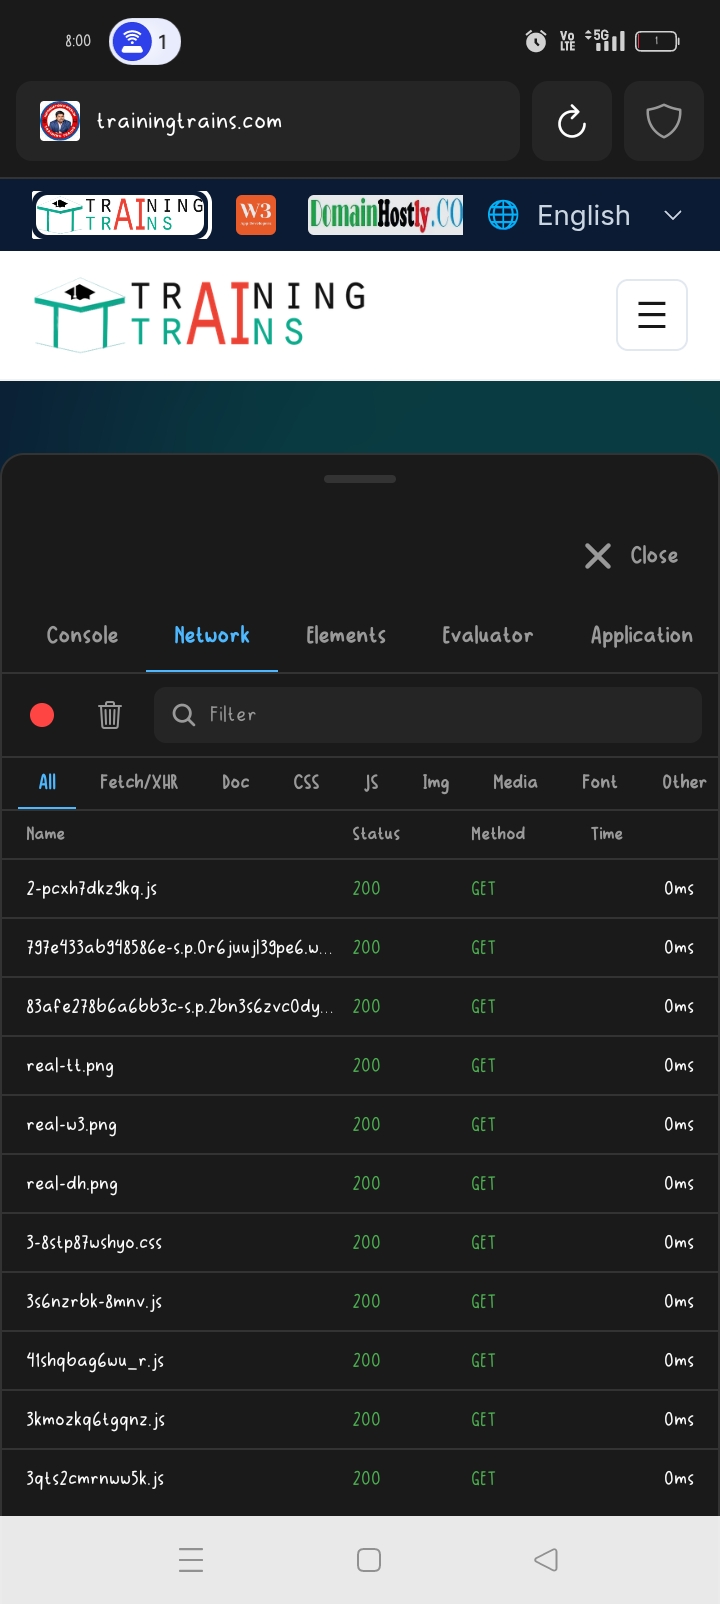 8:00 1 Vo LTE 5G 1
trainingtrains.com
TRAINING TRAINS W3 DomainHostly.CO English
TRAINING
TRAINS
Close
Console Network Elements Evaluator Application
Filter
All Fetch/XHR Doc CSS JS Img Media Font Other
Name Status Method Time
2-pcxh7dkz9kq.js 200 GET 0ms
797e433ab948586e-s.p.0r6juujl39pe6.w... 200 GET 0ms
83afe278b6a6bb3c-s.p.2bn3s6zvc0dy... 200 GET 0ms
real-tt.png 200 GET 0ms
real-w3.png 200 GET 0ms
real-dh.png 200 GET 0ms
3-8stp87wshyo.css 200 GET 0ms
3s6nzrbk-8mnv.js 200 GET 0ms
41shqbag6wu_r.js 200 GET 0ms
3kmozkq6tgqnz.js 200 GET 0ms
3qts2cmrnww5k.js 200 GET 0ms